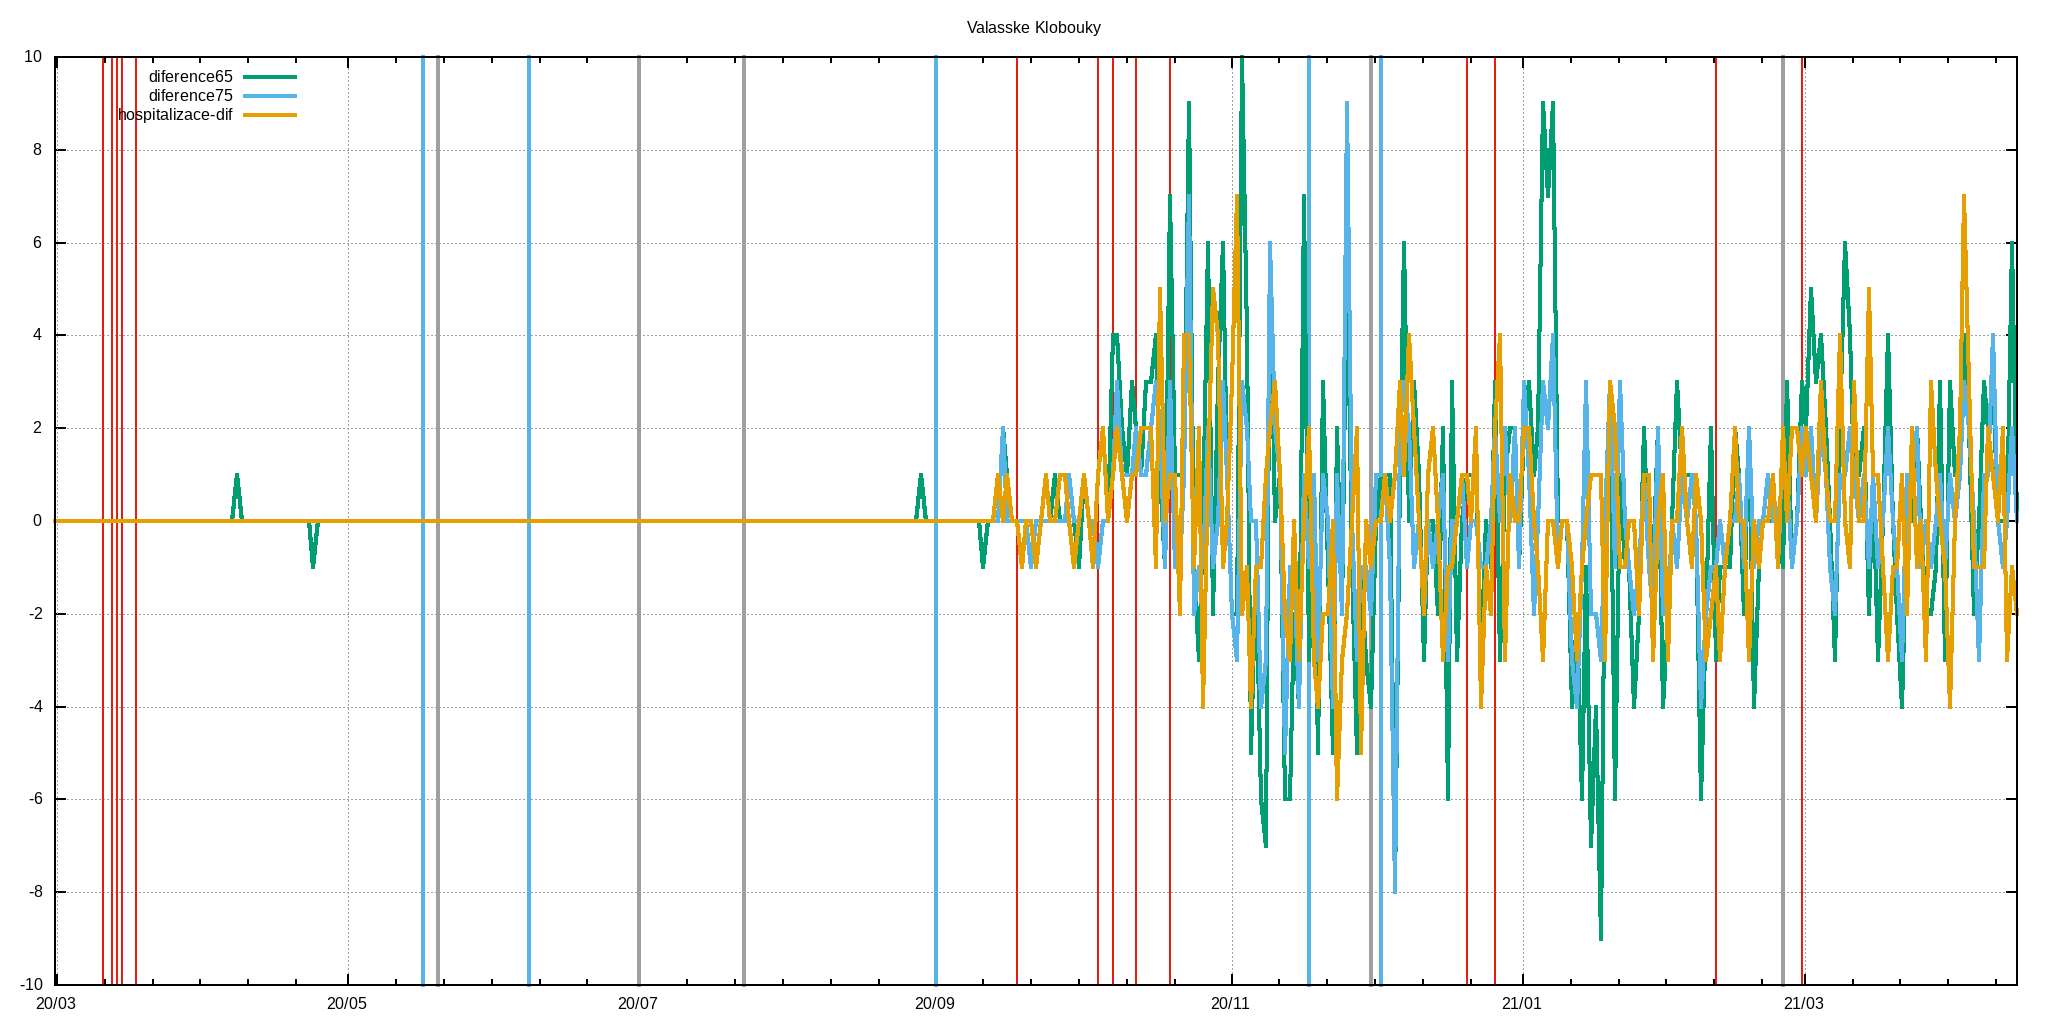 Valasske Klobouky
10
diference65
diference75
hospitalizace-dif
8
6
4
2
0
-2
-4
-6
-8
-10
20/03 20/05 20/07 20/09 20/11 21/01 21/03